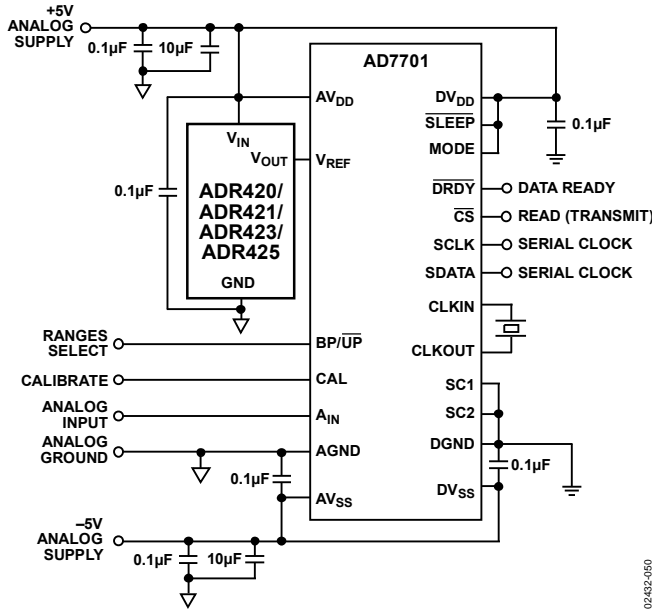 +5V
ANALOG
SUPPLY
0.1µF
10µF
AD7701
AVDD
DVDD
SLEEP
0.1µF
MODE
VIN
VOUT
VREF
0.1µF
ADR420/
ADR421/
ADR423/
ADR425
GND
DRDY
DATA READY
CS
READ (TRANSMIT)
SCLK
SERIAL CLOCK
SDATA
SERIAL CLOCK
CLKIN
CLKOUT
RANGES
SELECT
BP/UP
CALIBRATE
CAL
SC1
ANALOG
INPUT
AIN
SC2
ANALOG
GROUND
AGND
DGND
0.1µF
0.1µF
AVSS
DVSS
–5V
ANALOG
SUPPLY
0.1µF
10µF
02432-050